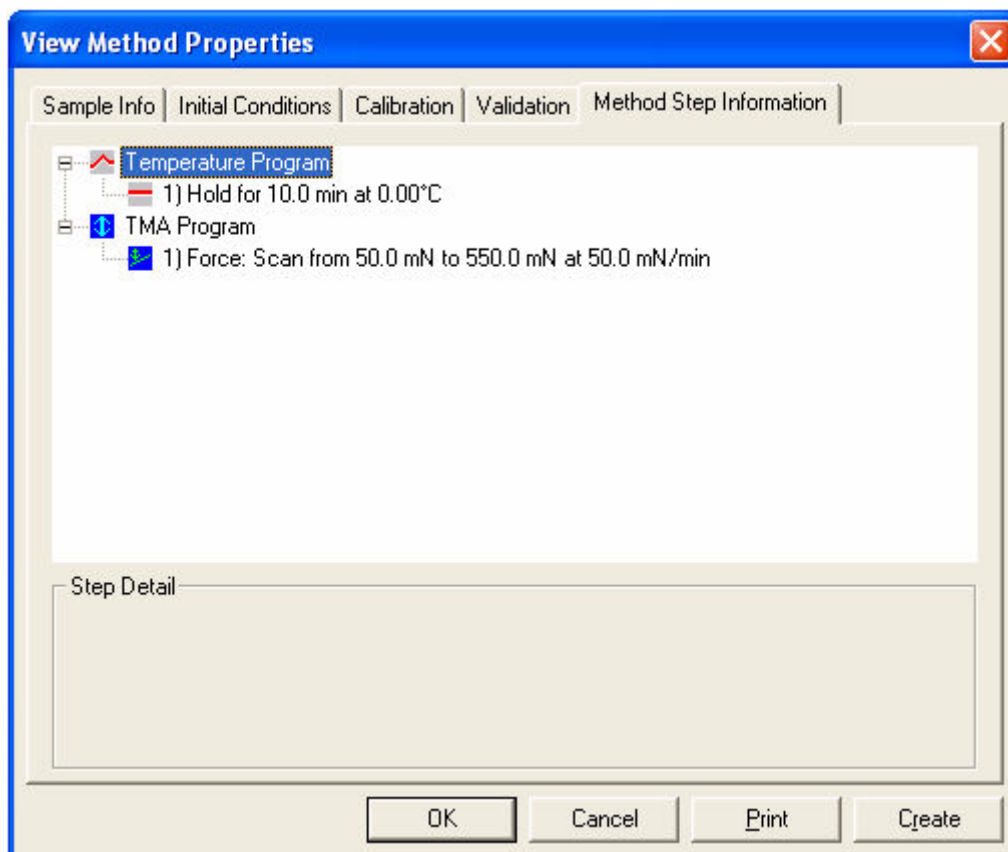 View Method Properties
Sample Info Initial Conditions Calibration Validation Method Step Information
Temperature Program
1) Hold for 10.0 min at 0.00°C
TMA Program
1) Force: Scan from 50.0 mN to 550.0 mN at 50.0 mN/min
Step Detail
OK Cancel Print Create